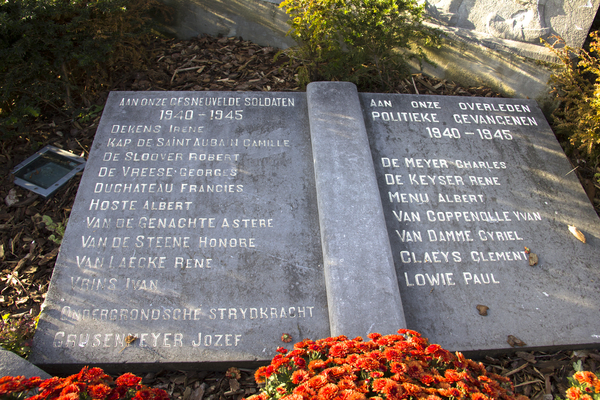 AAN ONZE GESNEUVELDE SOLDATEN
1940-1945
DEKENS IRENE
KAP. DE SAINT AUBAIN CAMILLE
DE SLOOVER ROBERT
DE VREESE-GEORGES
DUCHATEAU FRANCIES
HOSTE ALBERT
VAN DE GENACHTE ASTERE
VAN DE STEENE HONORE
VAN LAECKE RENE
VRINS IVAN
ONDERGRONDSCHE STRYDKRACHT
GRYSENMEYER JOZEF
AAN ONZE OVERLEDEN
POLITIEKE GEVANGENEN
1940-1945
DE MEYER CHARLES
DE KEYSER RENE
MENU ALBERT
VAN COPPENOLLE YVAN
VAN DAMME CYRIEL
CLAEYS CLEMENT
LOWIE PAUL